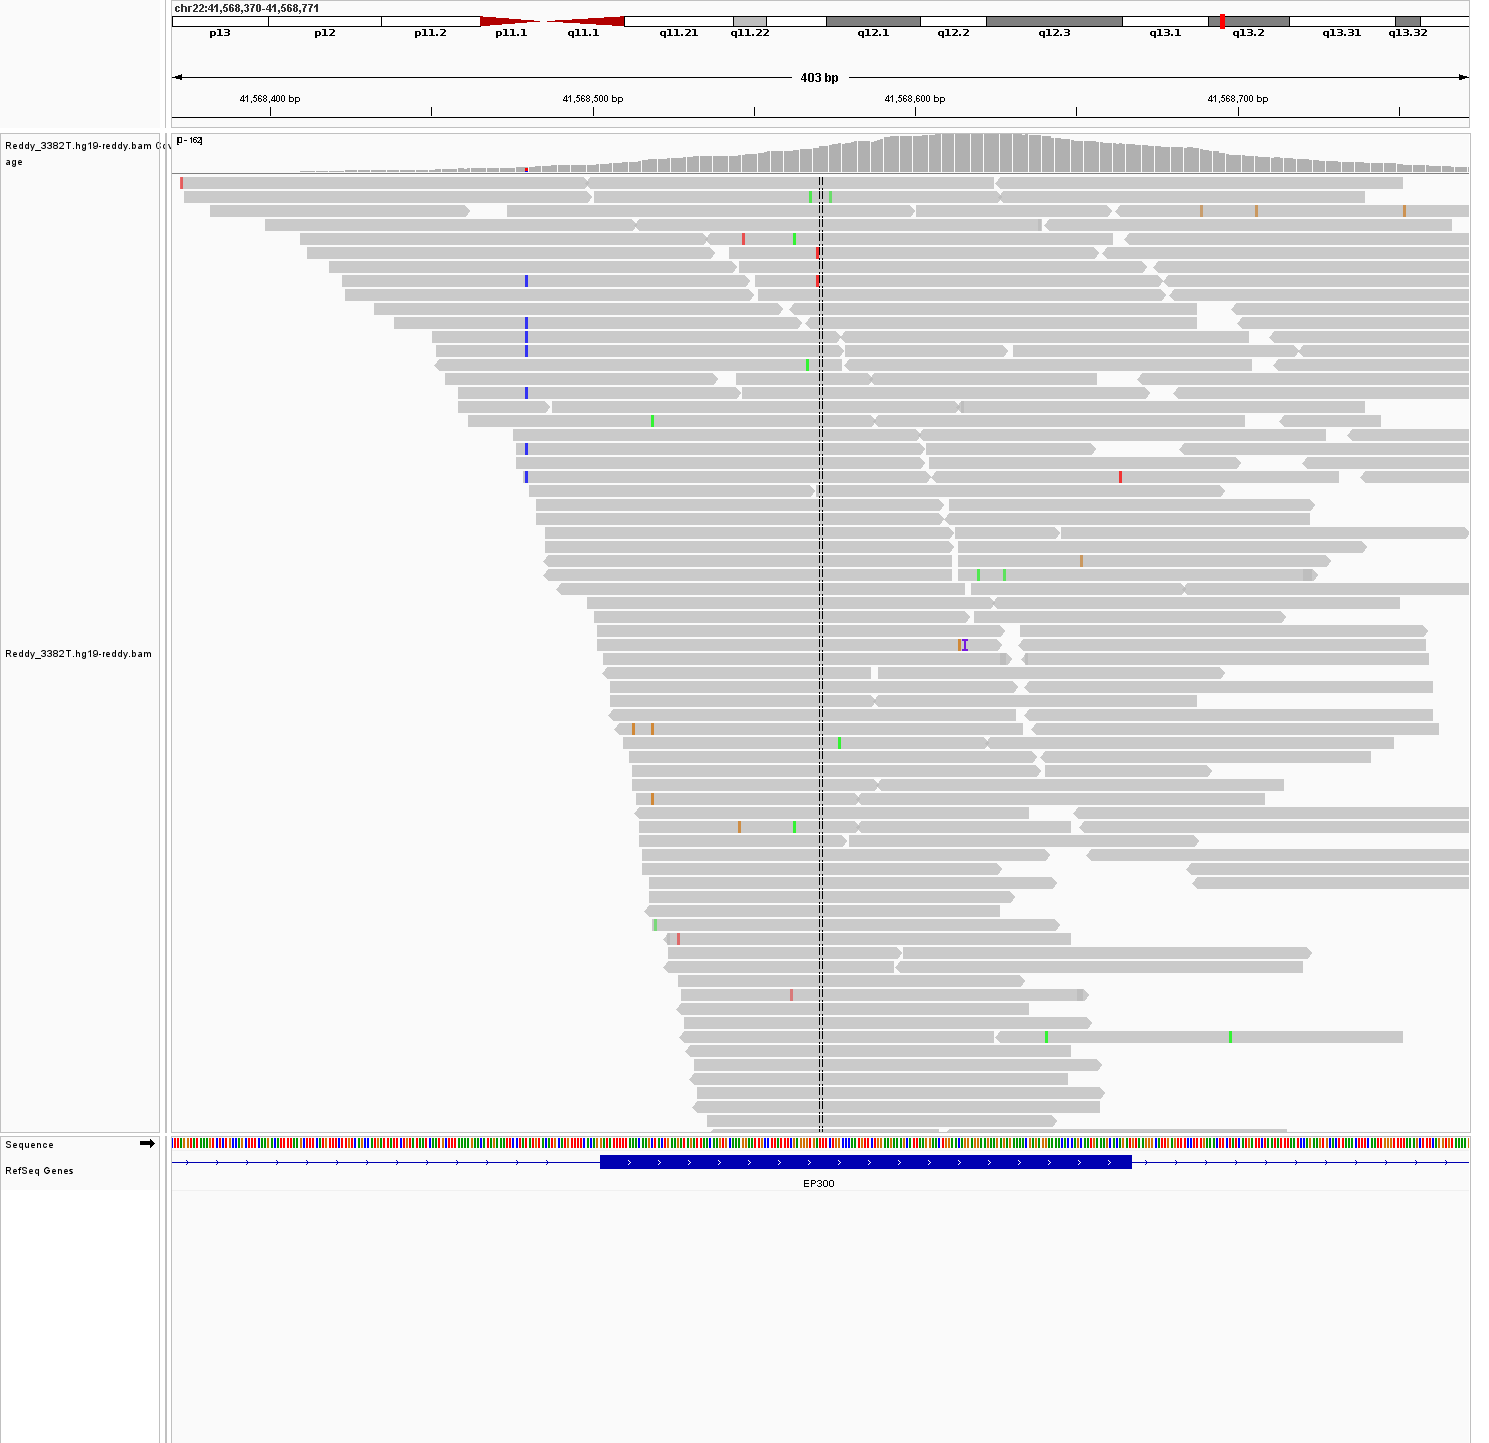 chr22:41,568,370-41,568,771
p13 p12 p11.2 p11.1 q11.1 q11.21 q11.22 q12.1 q12.2 q12.3 q13.1 q13.2 q13.31 q13.32
403 bp
41,568,400 bp 41,568,500 bp 41,568,600 bp 41,568,700 bp
Reddy_3382T.hg19-reddy.bam Cov
age
[0 - 162]
Reddy_3382T.hg19-reddy.bam
Sequence
RefSeq Genes
EP300